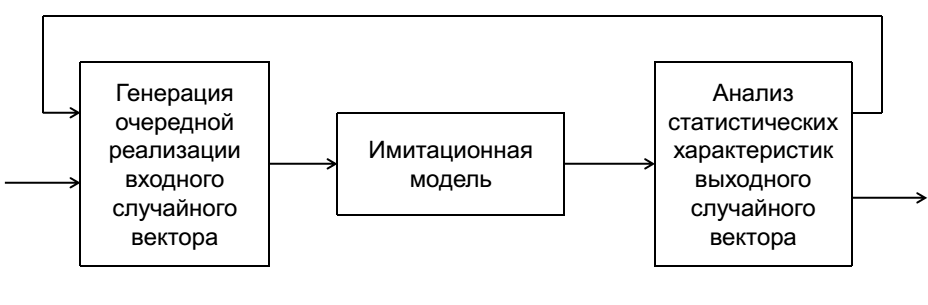 Генерация
очередной
реализации
входного
случайного
вектора
Имитационная
модель
Анализ
статистических
характеристик
выходного
случайного
вектора